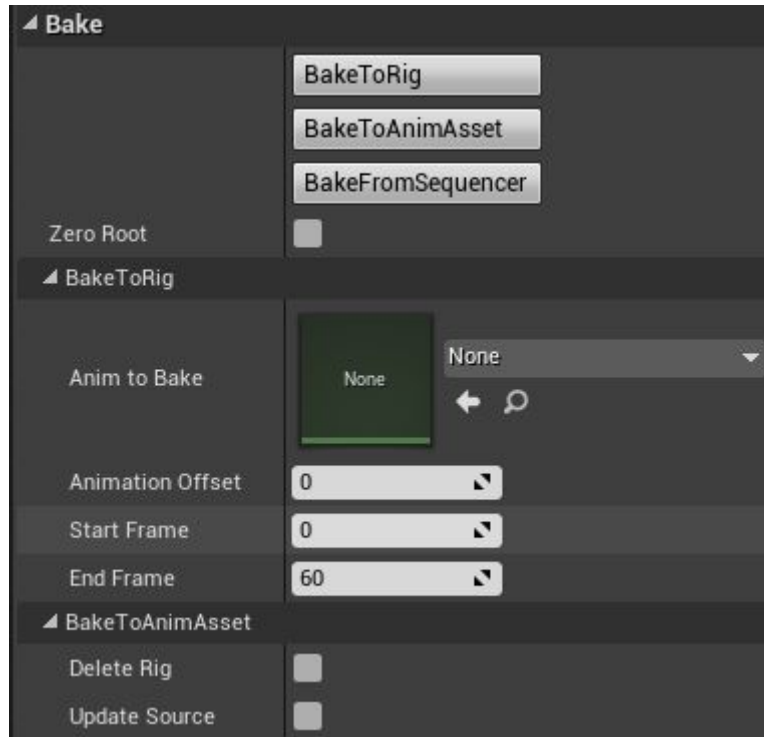 Bake
BakeToRig
BakeToAnimAsset
BakeFromSequencer
Zero Root
BakeToRig
Anim to Bake
None
None
Animation Offset
0
Start Frame
0
End Frame
60
BakeToAnimAsset
Delete Rig
Update Source